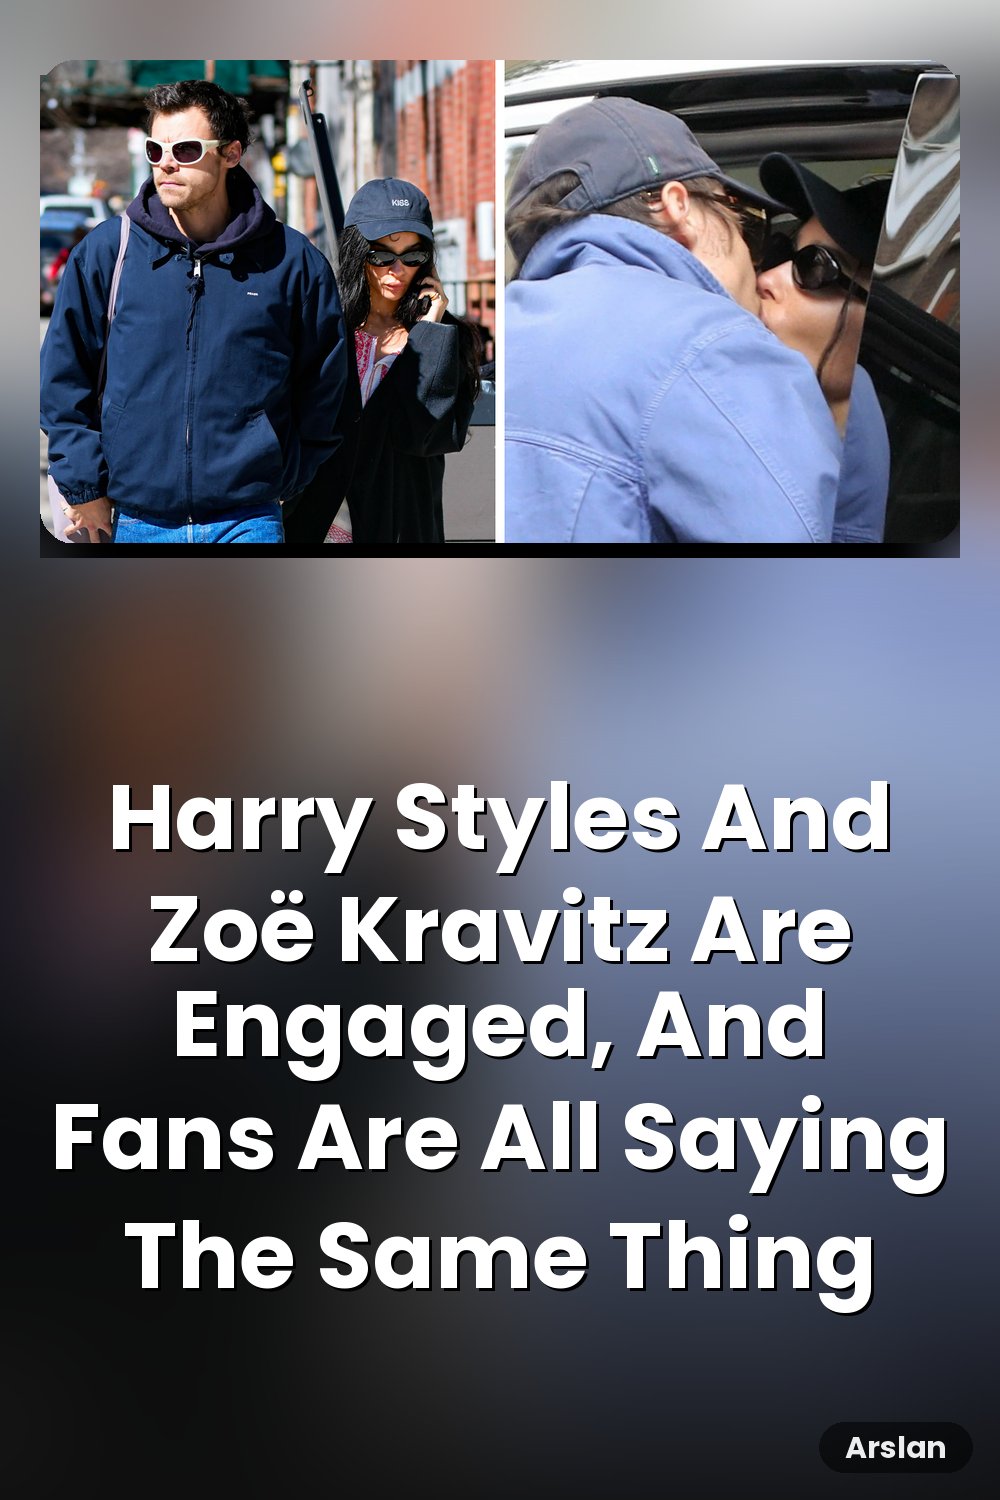 KISS
Harry Styles And
Zoë Kravitz Are
Engaged, And
Fans Are All Saying
The Same Thing
Arslan